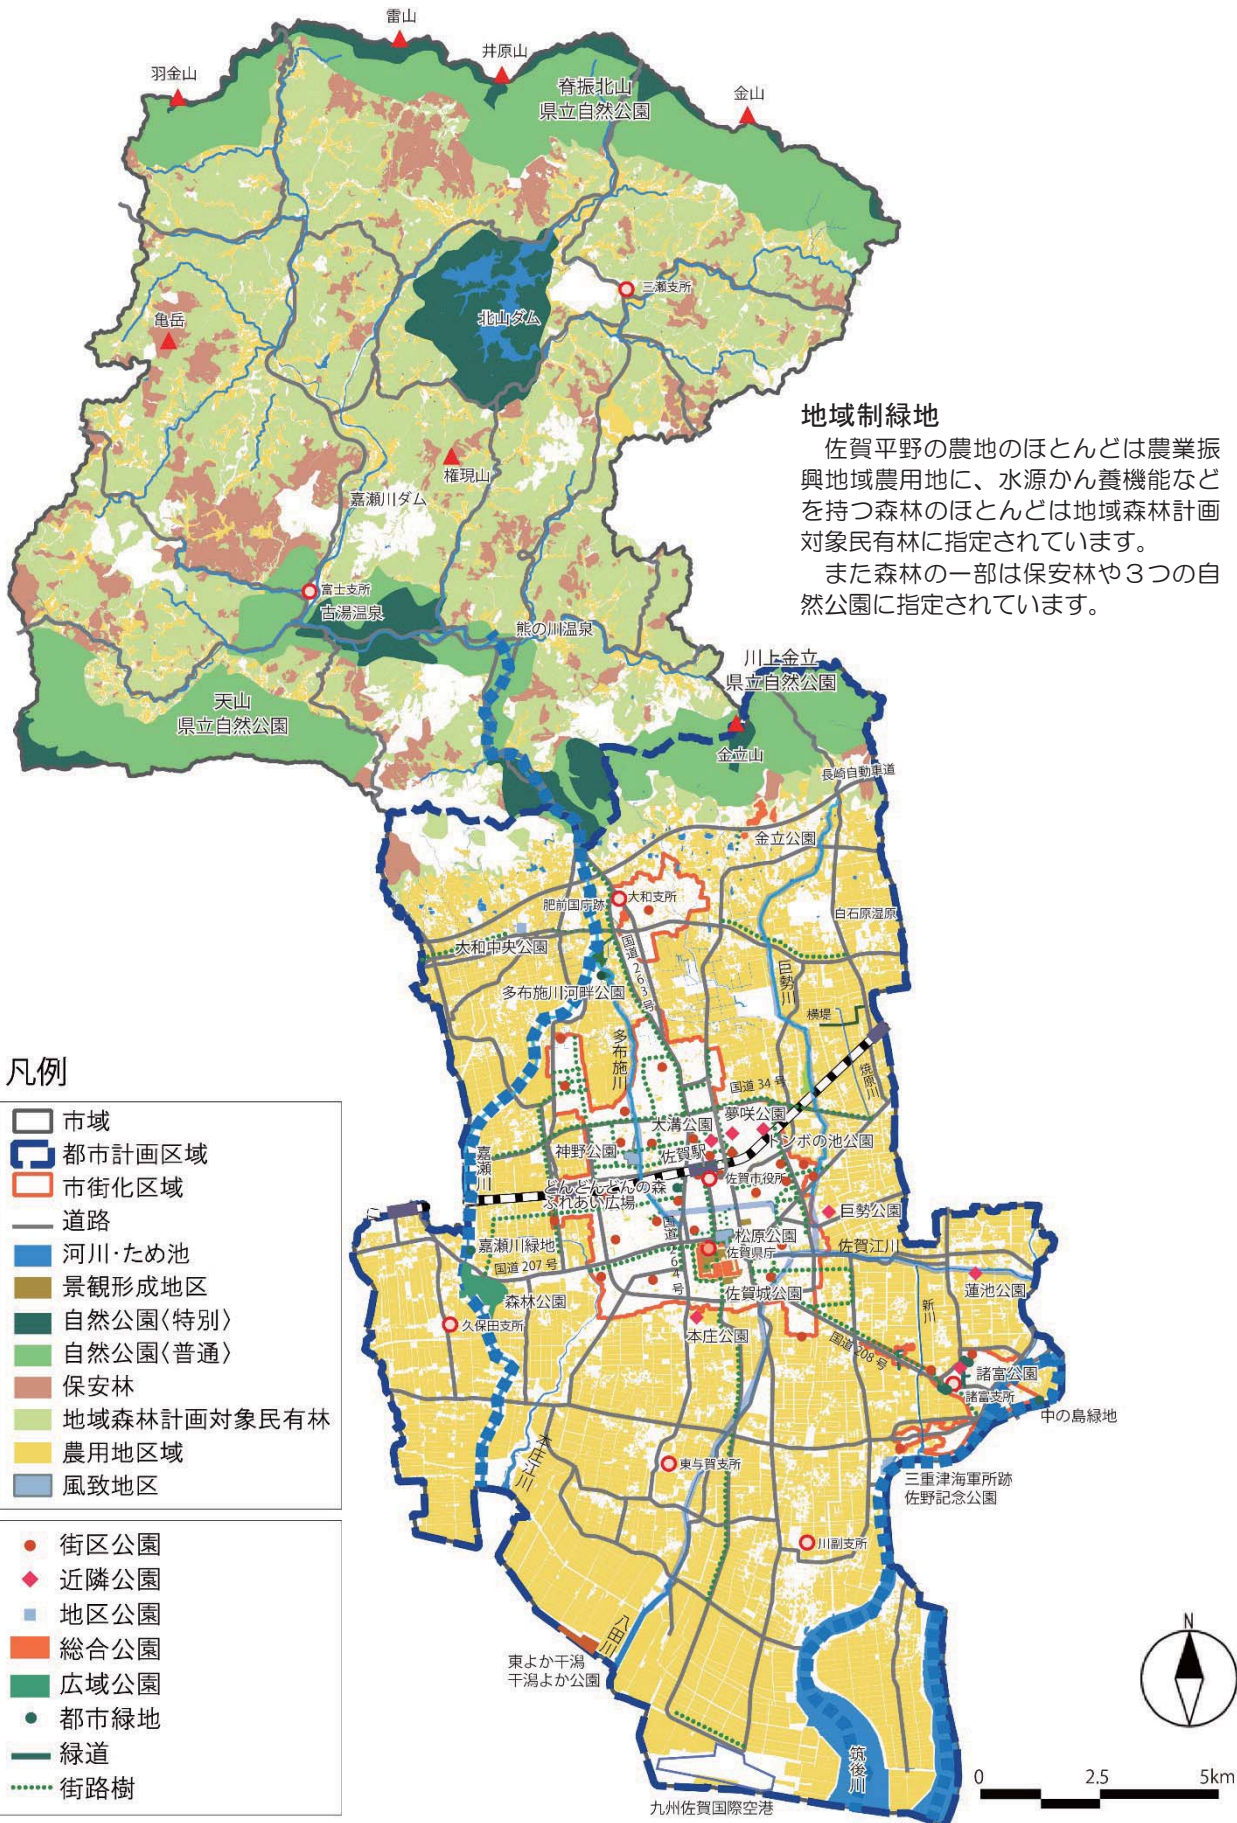 雷山
井原山
羽金山
脊振北山
県立自然公園
金山
三瀬支所
北山ダム
亀岳
権現山
嘉瀬川ダム
地域制緑地
佐賀平野の農地のほとんどは農業振
興地域農用地に、水源かん養機能など
を持つ森林のほとんどは地域森林計画
対象民有林に指定されています。
また森林の一部は保安林や３つの自
然公園に指定されています。
富士支所
古湯温泉
熊の川温泉
川上金立
県立自然公園
天山
県立自然公園
金立山
長崎自動車道
金立公園
大和支所
肥前国庁跡
白石原湿原
大和中央公園
国道263号
巨勢川
多布施川河畔公園
横堤
多布施川
焼原川
国道 34 号
夢咲公園
大溝公園
トンボの池公園
神野公園
佐賀駅
嘉瀬川
佐賀市役所
どんどんどんの森
ふれあい広場
巨勢公園
国道264号
松原公園
佐賀県庁
佐賀江川
嘉瀬川緑地
国道 207 号
蓮池公園
森林公園
佐賀城公園
新川
久保田支所
本庄公園
国道 208 号
諸富公園
諸富支所
中の島緑地
本庄江川
東与賀支所
三重津海軍所跡
佐野記念公園
川副支所
八田川
東よか干潟
干潟よか公園
筑後川
九州佐賀国際空港
凡例
市域
都市計画区域
市街化区域
道路
河川・ため池
景観形成地区
自然公園〈特別〉
自然公園〈普通〉
保安林
地域森林計画対象民有林
農用地区域
風致地区
街区公園
近隣公園
地区公園
総合公園
広域公園
都市緑地
緑道
街路樹
N
0 2.5 5km